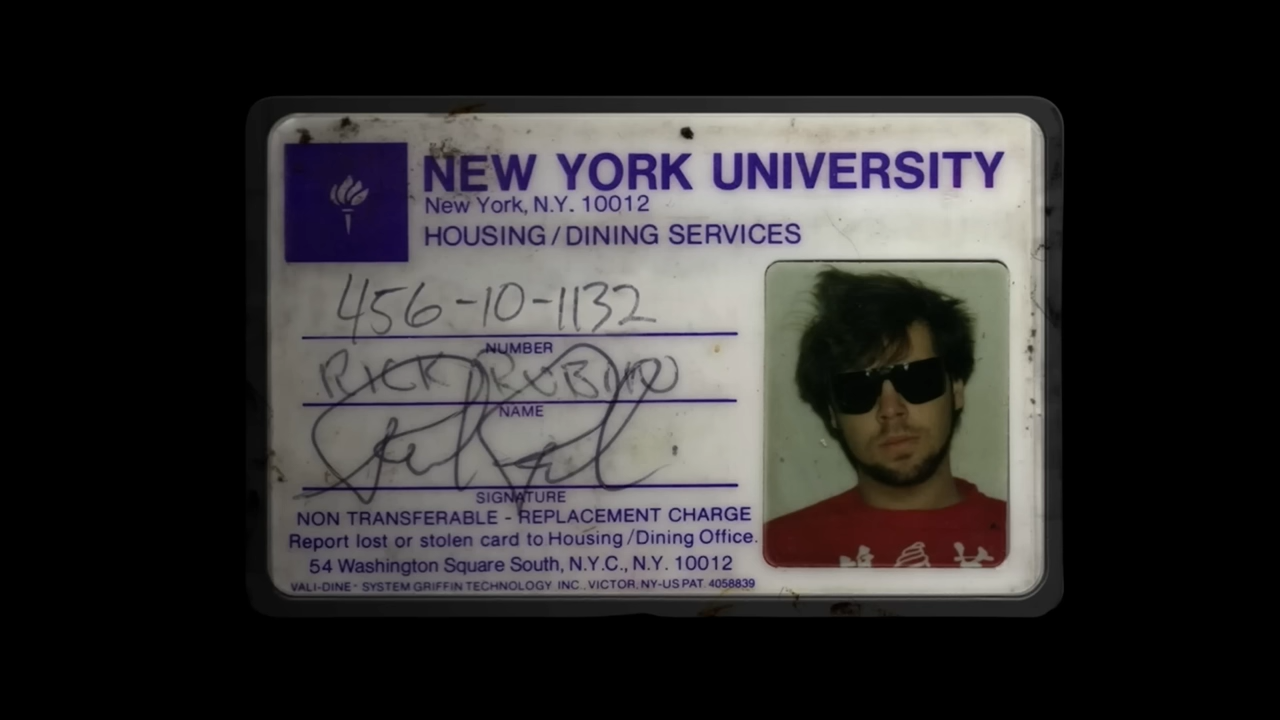 NEW YORK UNIVERSITY
New York, N.Y. 10012
HOUSING / DINING SERVICES
456-10-1132
NUMBER
RICK RUBIN
NAME
SIGNATURE
NON TRANSFERABLE - REPLACEMENT CHARGE
Report lost or stolen card to Housing/Dining Office.
54 Washington Square South, N.Y.C., N.Y. 10012
VALI-DINE - SYSTEM GRIFFIN TECHNOLOGY INC., VICTOR, NY-US PAT. 4058839